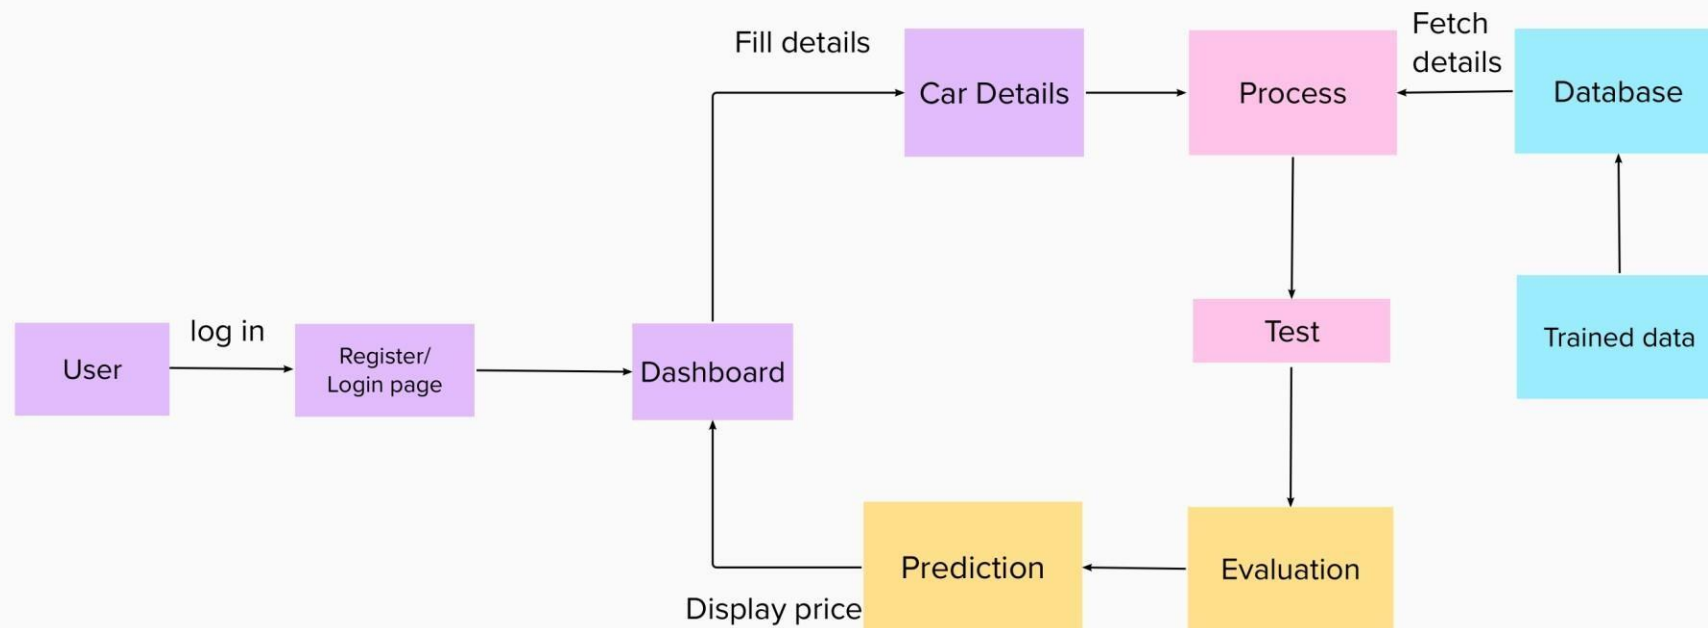 Fill details
Car Details
Process
Fetch
details
Database
User
log in
Register/
Login page
Dashboard
Test
Trained data
Prediction
Evaluation
Display price